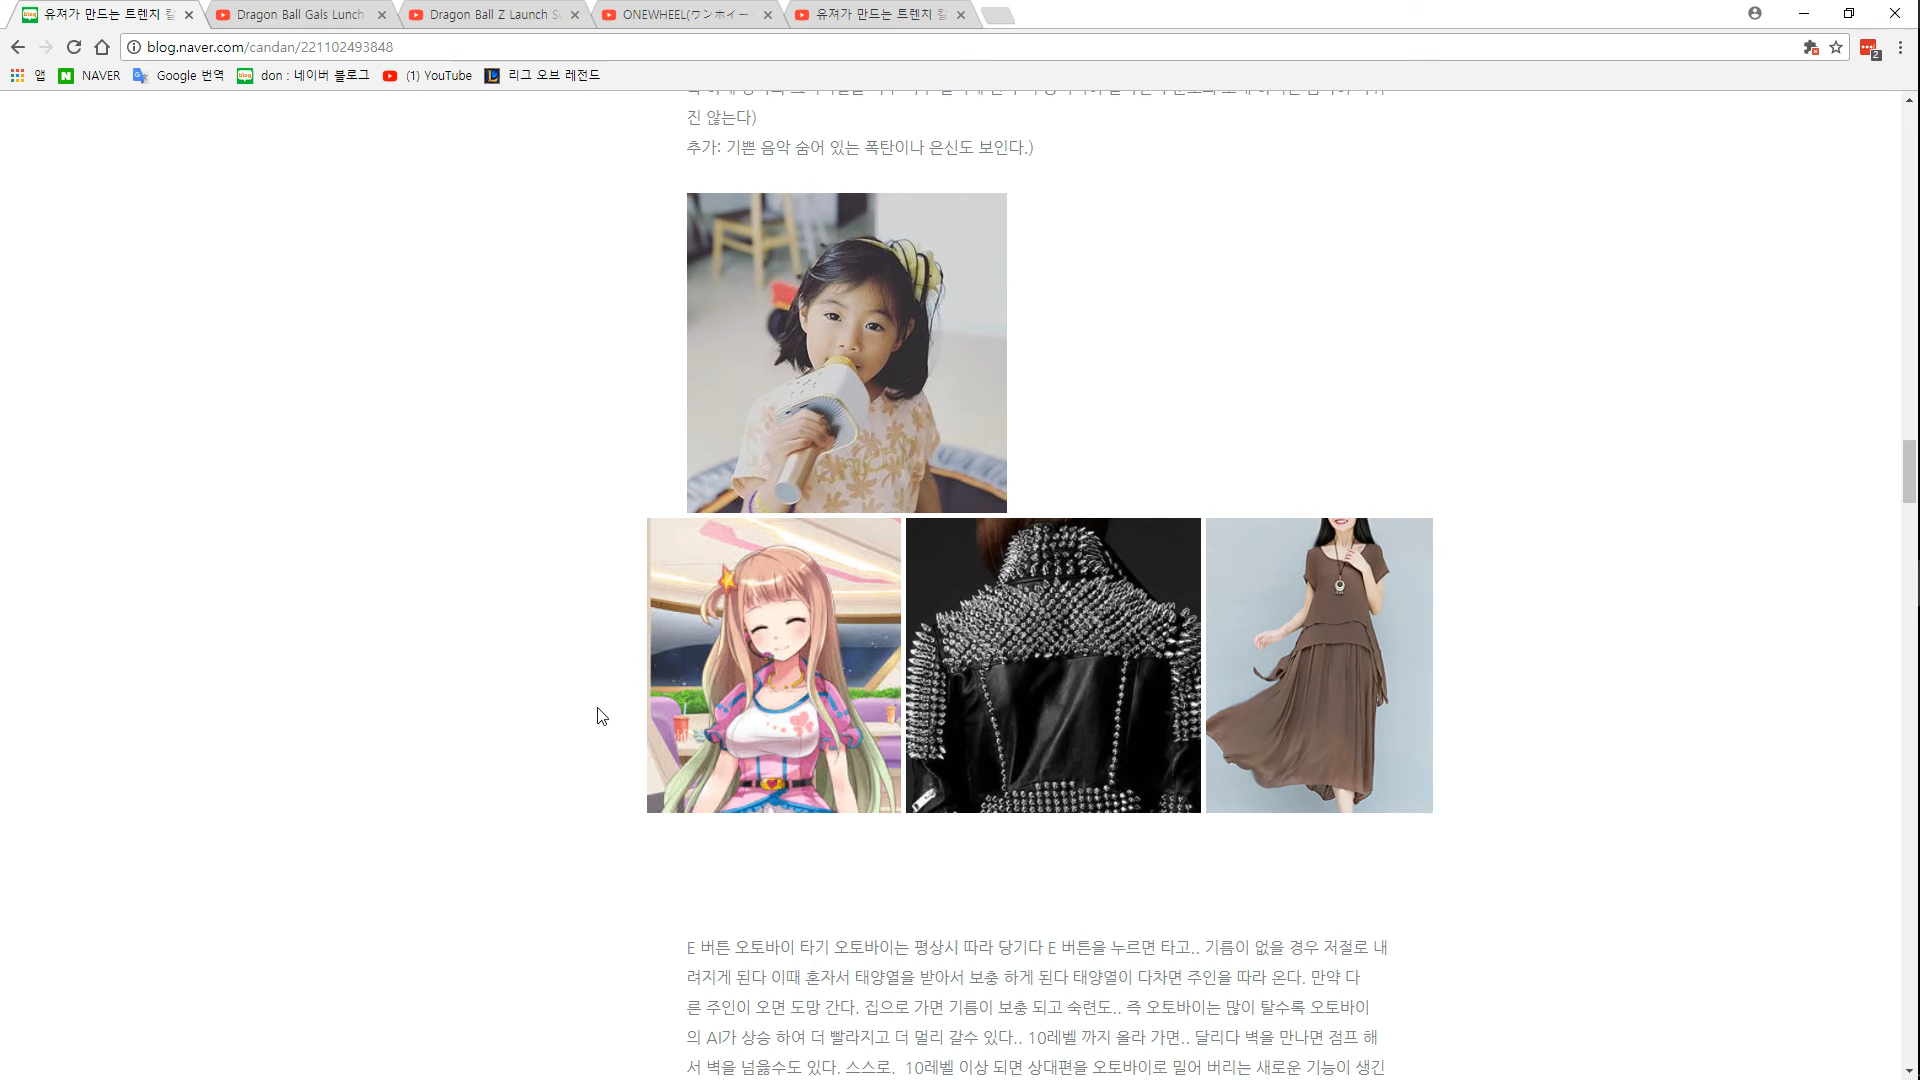 유져가 만드는 트렌치 칼
Dragon Ball Gals Lunch
Dragon Ball Z Launch Sc
ONEWHEEL(ワンホイー
유져가 만드는 트렌치 칼
blog.naver.com/candan/221102493848
2
앱
NAVER
Google 번역
don : 네이버 블로그
(1) YouTube
리그 오브 레전드
진 않는다)
추가: 기쁜 음악 숨어 있는 폭탄이나 은신도 보인다.)
E 버튼 오토바이 타기 오토바이는 평상시 따라 당기다 E 버튼을 누르면 타고.. 기름이 없을 경우 저절로 내
려지게 된다 이때 혼자서 태양열을 받아서 보충 하게 된다 태양열이 다차면 주인을 따라 온다. 만약 다
른 주인이 오면 도망 간다. 집으로 가면 기름이 보충 되고 숙련도.. 즉 오토바이는 많이 탈수록 오토바이
의 AI가 상승 하여 더 빨라지고 더 멀리 갈수 있다.. 10레벨 까지 올라 가면.. 달리다 벽을 만나면 점프 해
서 벽을 넘을수도 있다. 스스로. 10레벨 이상 되면 상대편을 오토바이로 밀어 버리는 새로운 기능이 생긴